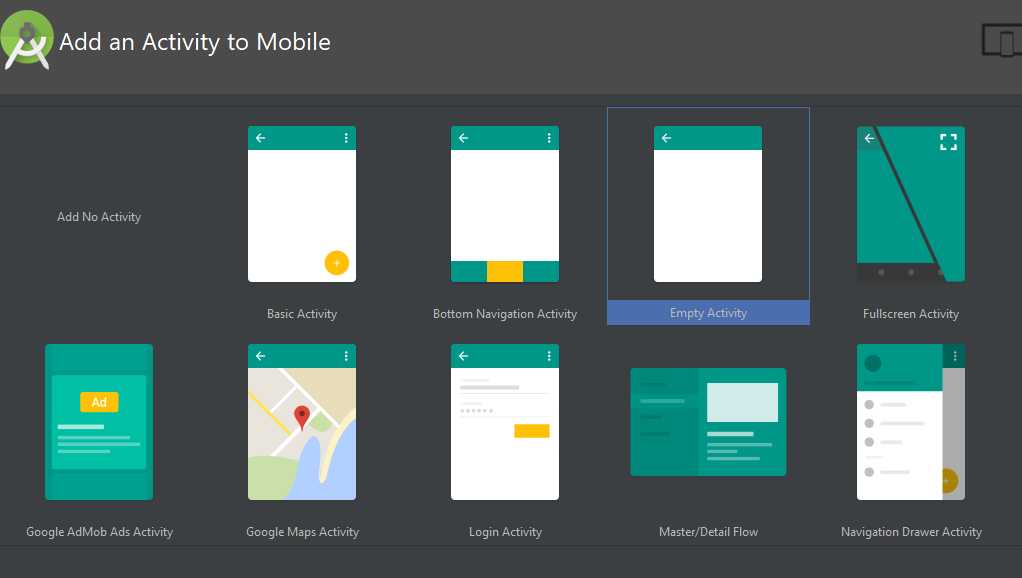 Add an Activity to Mobile
Add No Activity
Basic Activity
Bottom Navigation Activity
Empty Activity
Fullscreen Activity
Ad
Google AdMob Ads Activity
Google Maps Activity
Login Activity
Master/Detail Flow
Navigation Drawer Activity